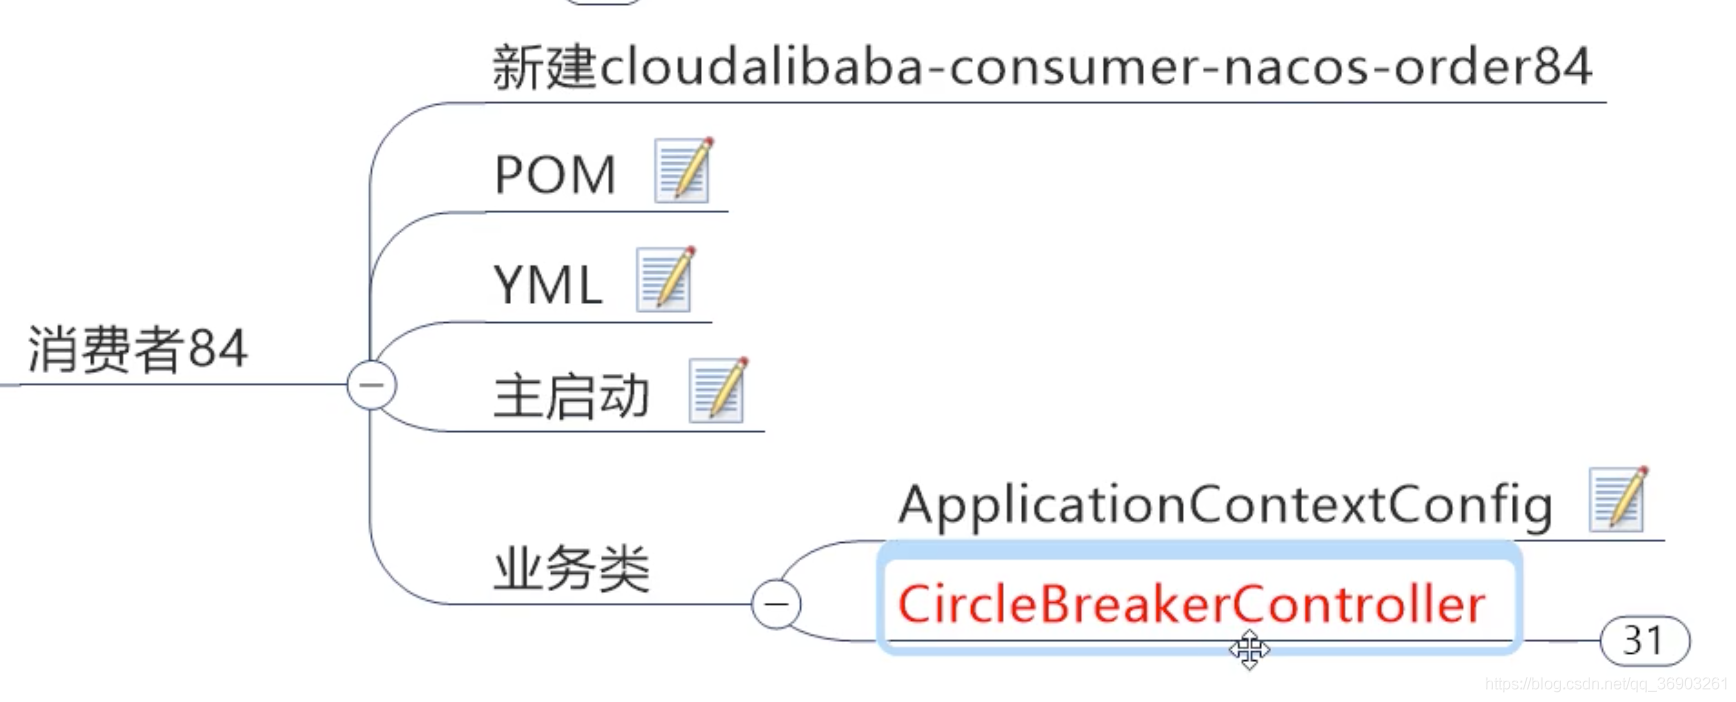 新建cloudalibaba-consumer-nacos-order84
POM
YML
消费者84
主启动
ApplicationContextConfig
业务类
CircleBreakerController
31
https://blog.csdn.net/qq_36903261